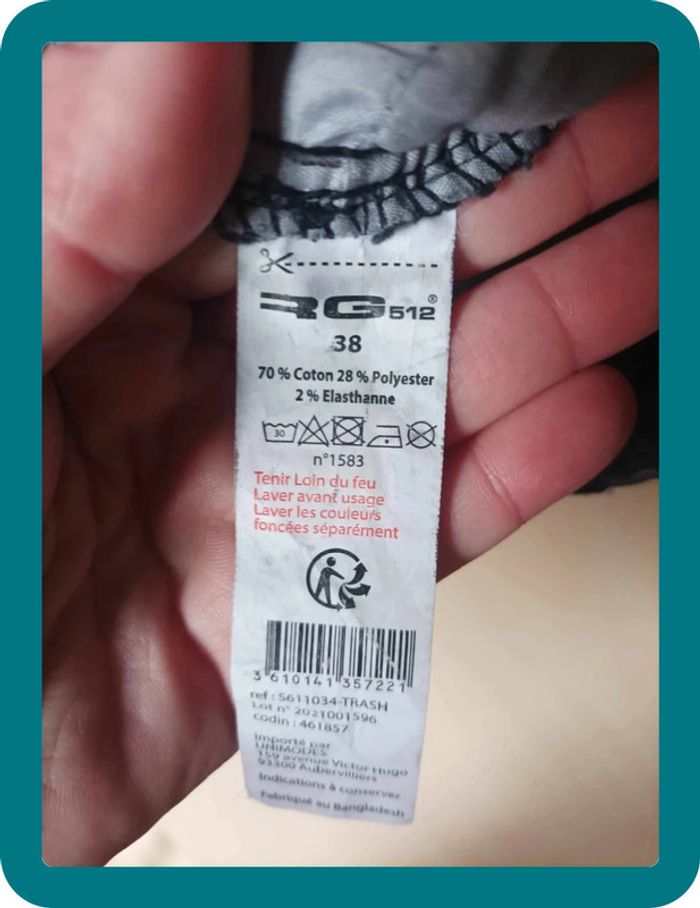 RG512®
38
70 % Coton 28 % Polyester
2 % Elasthanne
30
n°1583
Tenir Loin du feu
Laver avant usage
Laver les couleurs
foncées séparément
3 610141 357221
ref : S611034-TRASH
Lot n° 2021001596
codin : 461857
Importé par
UNIMODES
159 avenue Victor Hugo
93300 Aubervilliers
Indications à conserver
Fabriqué au Bangladesh